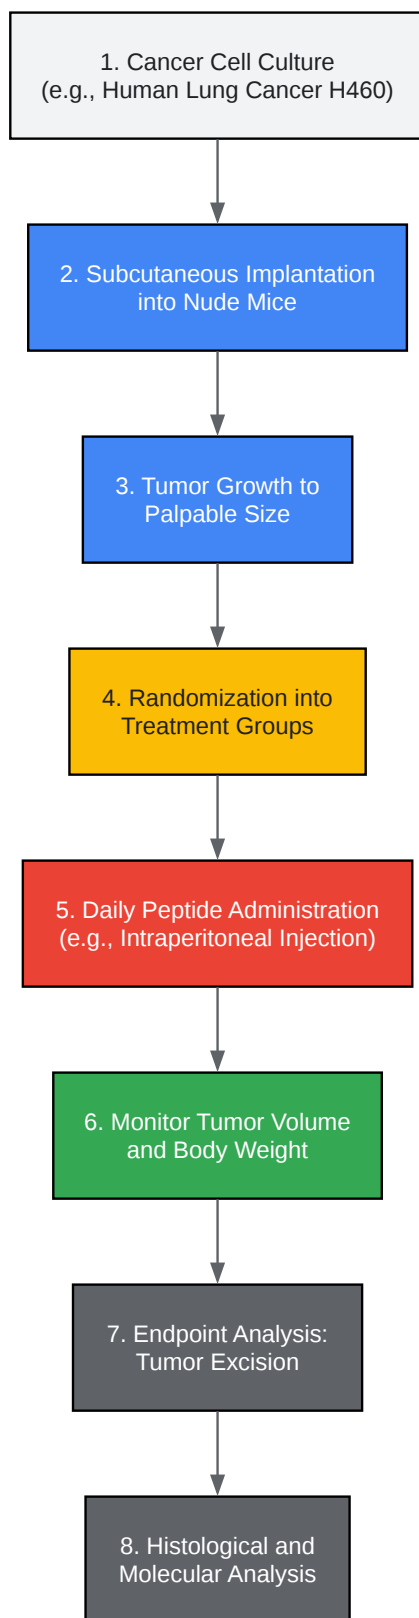 1. Cancer Cell Culture
(e.g., Human Lung Cancer H460)
2. Subcutaneous Implantation
into Nude Mice
3. Tumor Growth to
Palpable Size
4. Randomization into
Treatment Groups
5. Daily Peptide Administration
(e.g., Intraperitoneal Injection)
6. Monitor Tumor Volume
and Body Weight
7. Endpoint Analysis:
Tumor Excision
8. Histological and
Molecular Analysis